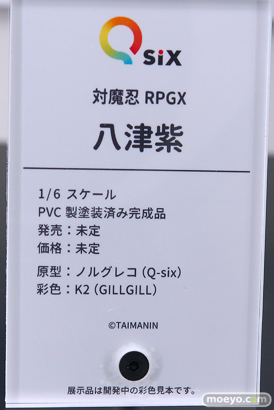 Q siX
対魔忍 RPGX
八津紫
1/6 スケール
PVC 製塗装済み完成品
発売：未定
価格：未定
原型：ノルグレコ（Q-six）
彩色：K2（GILLGILL）
©TAIMANIN
展示品は開発中の彩色見本です。
moeyo.com